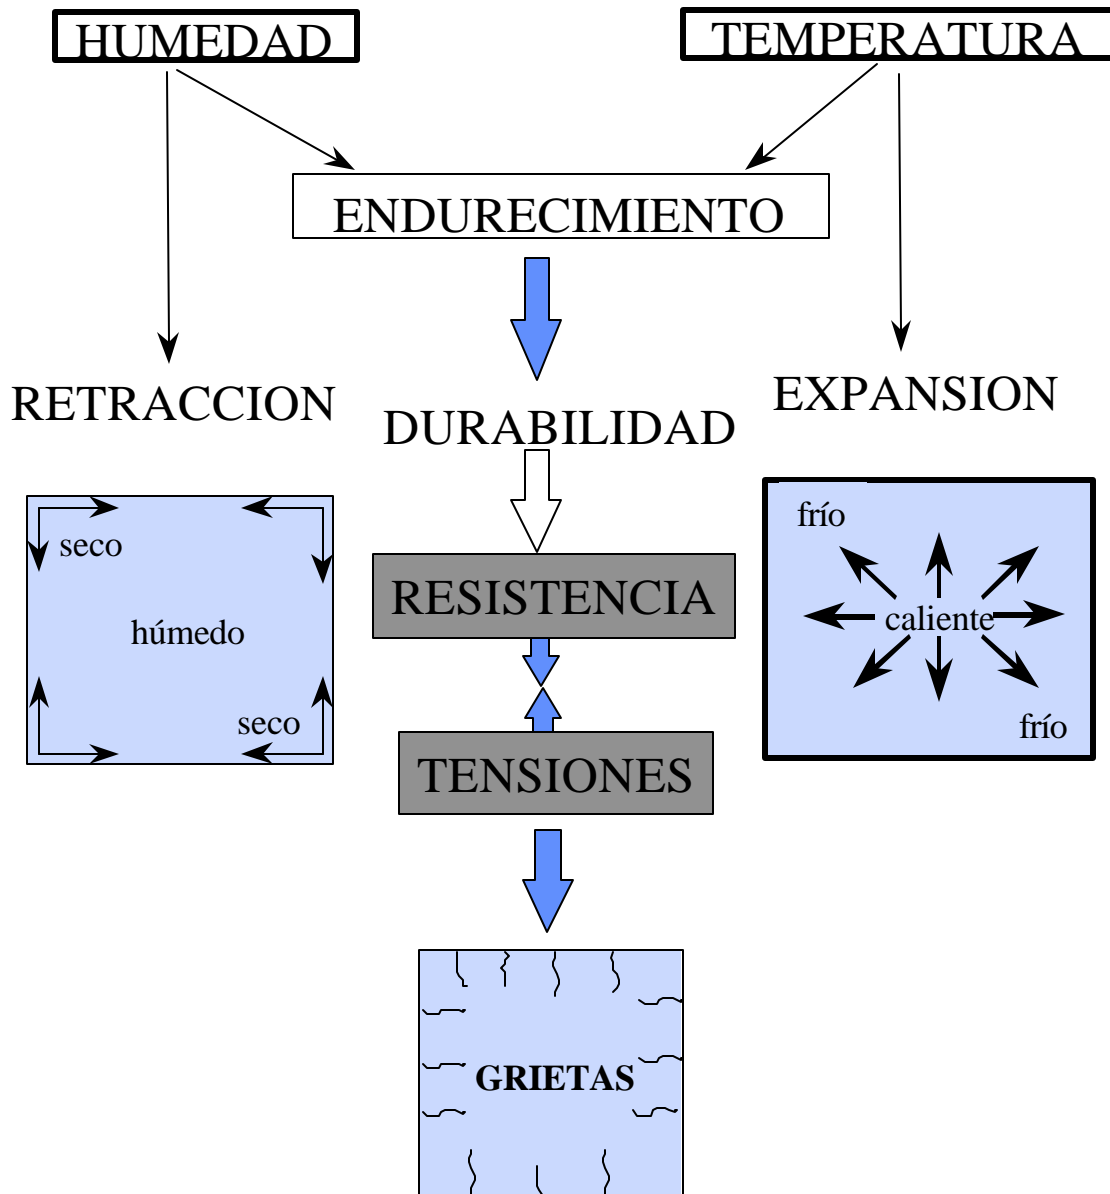 HUMEDAD
TEMPERATURA
ENDURECIMIENTO
RETRACCION
DURABILIDAD
EXPANSION
seco
húmedo
seco
RESISTENCIA
TENSIONES
frío
caliente
frío
GRIETAS